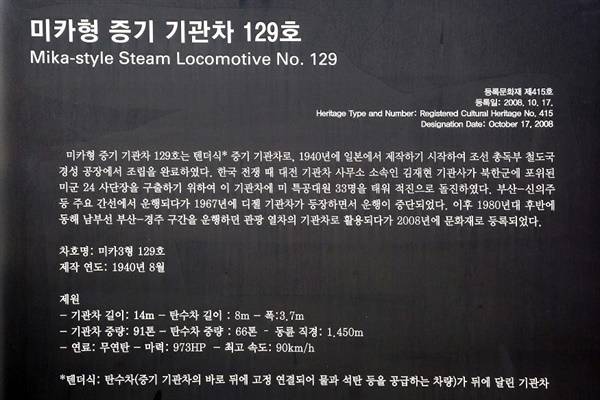 미카형 증기 기관차 129호
Mika-style Steam Locomotive No. 129
등록문화재 제415호
등록일: 2008. 10. 17.
Heritage Type and Number: Registered Cultural Heritage No, 415
Designation Date: October 17, 2008
미카형 증기 기관차 129호는 텐더식* 증기 기관차로, 1940년에 일본에서 제작하기 시작하여 조선 총독부 철도국
경성 공장에서 조립을 완료하였다. 한국 전쟁 때 대전 기관차 사무소 소속인 김재현 기관사가 북한군에 포위된
미군 24 사단장을 구출하기 위하여 이 기관차에 미 특공대원 33명을 태워 적진으로 돌진하였다. 부산-신의주
등 주요 간선에서 운행되다가 1967년에 디젤 기관차가 등장하면서 운행이 중단되었다. 이후 1980년대 후반에
동해 남부선 부산-경주 구간을 운행하던 관광 열차의 기관차로 활용되다가 2008년에 문화재로 등록되었다.
차호명: 미카3형 129호
제작 연도: 1940년 8월
제원
- 기관차 길이: 14m - 탄수차 길이 : 8m - 폭:3.7m
- 기관차 중량: 91톤 - 탄수차 중량 : 66톤 - 동륜 직경: 1.450m
- 연료: 무연탄 - 마력: 973HP - 최고 속도: 90km/h
*텐더식: 탄수차(증기 기관차의 바로 뒤에 고정 연결되어 물과 석탄 등을 공급하는 차량)가 뒤에 달린 기관차